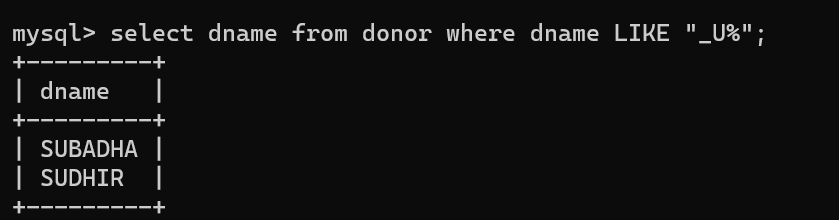 mysql> select dname from donor where dname LIKE "_U%";
+---------+
| dname   |
+---------+
| SUBADHA |
| SUDHIR  |
+---------+